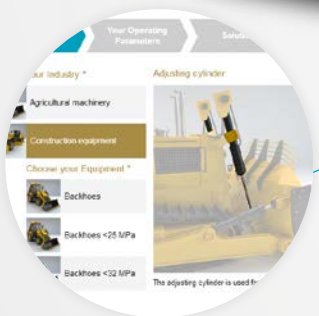 Your Operating
Parameters
our Industry *
Adjusting cylinder
Agricultural machinery
Construction equipment
Choose your Equipment *
Backhoes
Backhoes <25 MPa
Backhoes <32 MPa
The adjusting cylinder is used